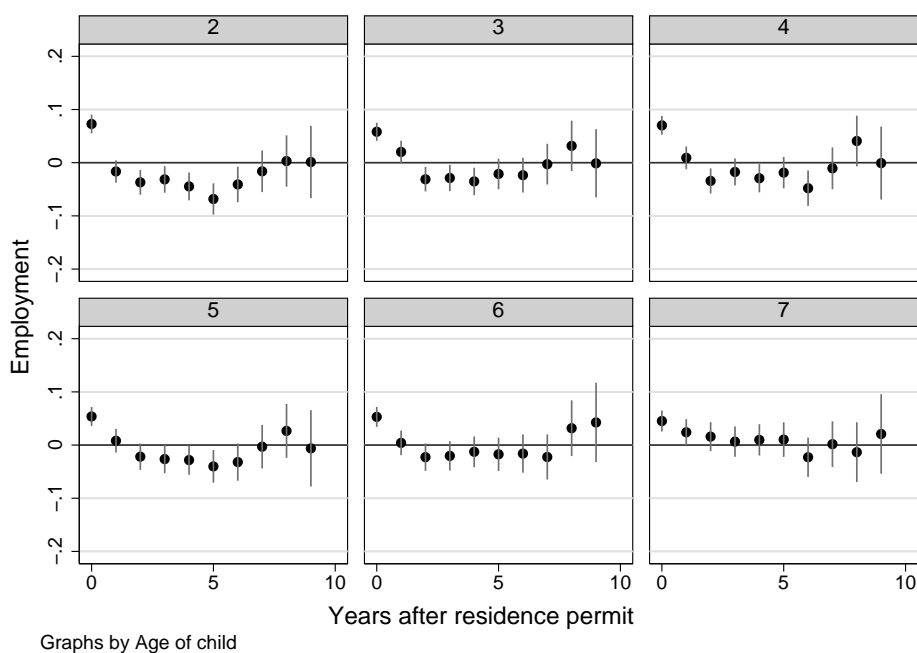 2 3 4
.2
.1
0
-.1
-.2
5 6 7
.2
.1
0
-.1
-.2
Employment
0 5 10 0 5 10 0 5 10
Years after residence permit
Graphs by Age of child